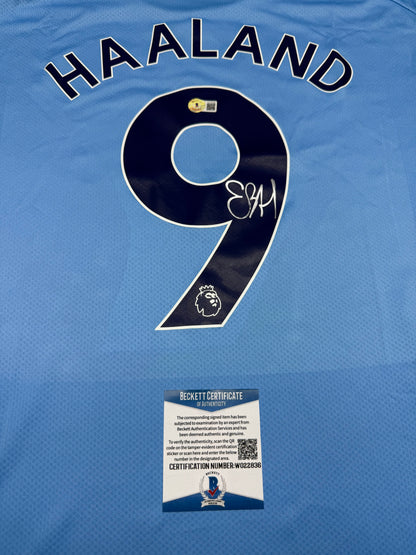 HAALAND
9
BECKETT CERTIFICATE
OF AUTHENTICITY
The corresponding signed item has been
subjected to examination by an expert from
Beckett Authentication Services and has
been deemed authentic and genuine.
To verify the authenticity, scan the QR
code on the tamper-evident certification
sticker or scan and enter the below
number in the designated area.
CERTIFICATION NUMBER:W022836
BECKETT